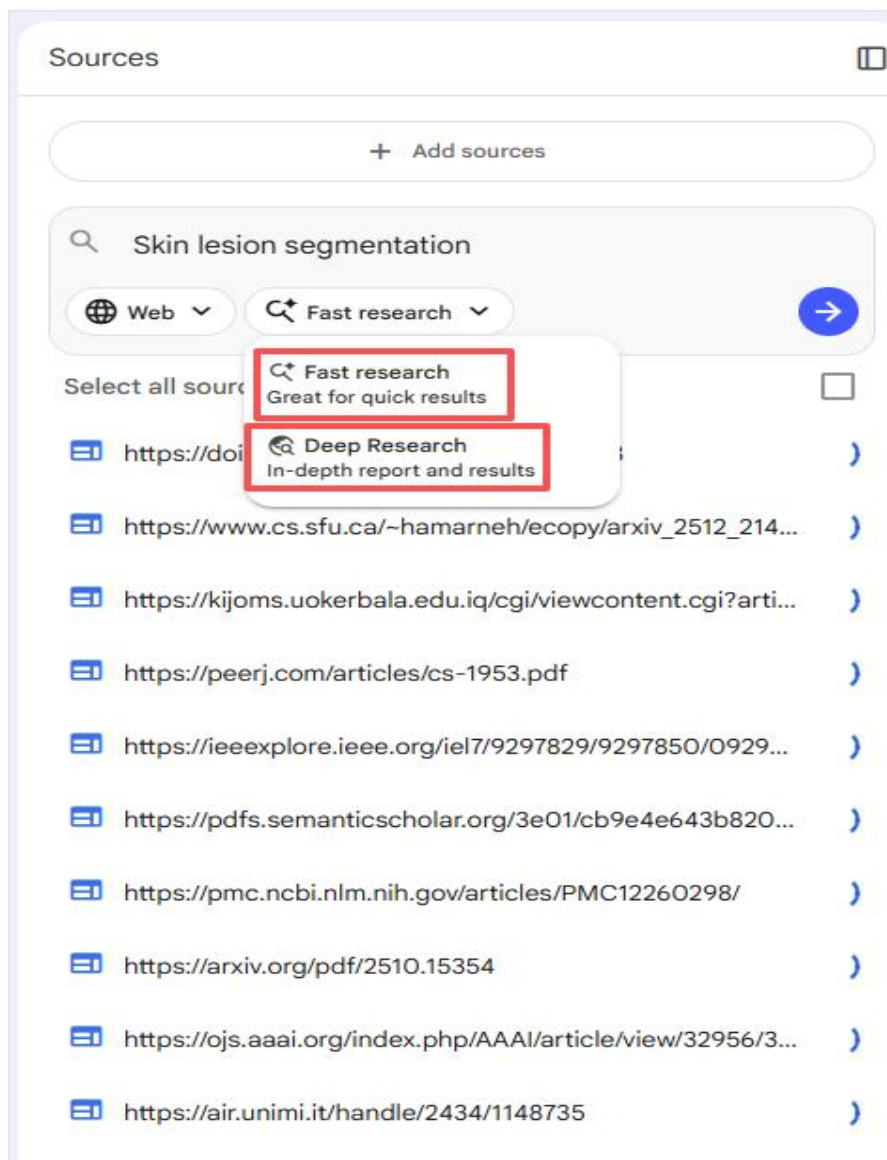 Sources
+ Add sources
Skin lesion segmentation
Web
Fast research
Fast research
Great for quick results
Select all
Deep Research
In-depth report and results
https://doi
https://www.cs.sfu.ca/~hamarneh/ecopy/arxiv_2512_214...
https://kijoms.uokerbala.edu.iq/cgi/viewcontent.cgi?arti...
https://peerj.com/articles/cs-1953.pdf
https://ieeexplore.ieee.org/iel7/9297829/9297850/0929...
https://pdfs.semanticscholar.org/3e01/cb9e4e643b820...
https://pmc.ncbi.nlm.nih.gov/articles/PMC12260298/
https://arxiv.org/pdf/2510.15354
https://ojs.aaai.org/index.php/AAAI/article/view/32956/3...
https://air.unimi.it/handle/2434/1148735